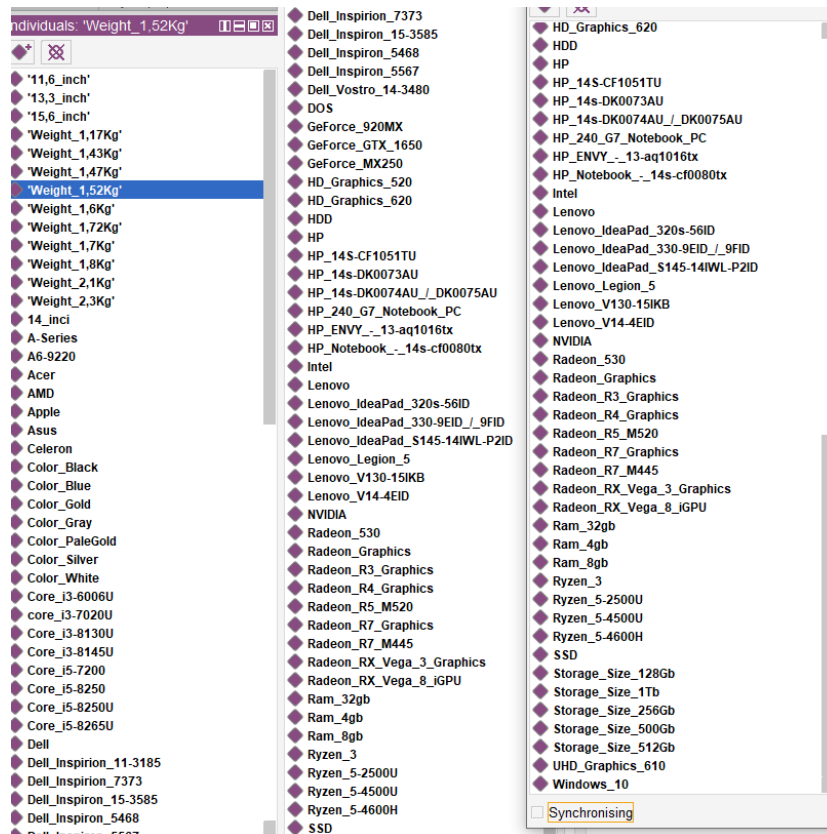 ndividuals: 'Weight_1,52Kg'
'11,6_inch'
'13,3_inch'
'15,6_inch'
'Weight_1,17Kg'
'Weight_1,43Kg'
'Weight_1,47Kg'
'Weight_1,52Kg'
'Weight_1,6Kg'
'Weight_1,72Kg'
'Weight_1,7Kg'
'Weight_1,8Kg'
'Weight_2,1Kg'
'Weight_2,3Kg'
14_inci
A-Series
A6-9220
Acer
AMD
Apple
Asus
Celeron
Color_Black
Color_Blue
Color_Gold
Color_Gray
Color_PaleGold
Color_Silver
Color_White
Core_i3-6006U
core_i3-7020U
Core_i3-8130U
Core_i3-8145U
Core_i5-7200
Core_i5-8250
Core_i5-8250U
Core_i5-8265U
Dell
Dell_Inspirion_11-3185
Dell_Inspirion_7373
Dell_Inspiron_15-3585
Dell_Inspiron_5468
Dell_Inspiron_5567
Dell_Inspirion_7373
Dell_Inspiron_15-3585
Dell_Inspiron_5468
Dell_Inspiron_5567
Dell_Vostro_14-3480
DOS
GeForce_920MX
GeForce_GTX_1650
GeForce_MX250
HD_Graphics_520
HD_Graphics_620
HDD
HP
HP_14S-CF1051TU
HP_14s-DK0073AU
HP_14s-DK0074AU_/_DK0075AU
HP_240_G7_Notebook_PC
HP_ENVY_-_13-aq1016tx
HP_Notebook_-_14s-cf0080tx
Intel
Lenovo
Lenovo_IdeaPad_320s-56ID
Lenovo_IdeaPad_330-9EID_/_9FID
Lenovo_IdeaPad_S145-14IWL-P2ID
Lenovo_Legion_5
Lenovo_V130-15IKB
Lenovo_V14-4EID
NVIDIA
Radeon_530
Radeon_Graphics
Radeon_R3_Graphics
Radeon_R4_Graphics
Radeon_R5_M520
Radeon_R7_Graphics
Radeon_R7_M445
Radeon_RX_Vega_3_Graphics
Radeon_RX_Vega_8_iGPU
Ram_32gb
Ram_4gb
Ram_8gb
Ryzen_3
Ryzen_5-2500U
Ryzen_5-4500U
Ryzen_5-4600H
SSD
HD_Graphics_620
HDD
HP
HP_14S-CF1051TU
HP_14s-DK0073AU
HP_14s-DK0074AU_/_DK0075AU
HP_240_G7_Notebook_PC
HP_ENVY_-_13-aq1016tx
HP_Notebook_-_14s-cf0080tx
Intel
Lenovo
Lenovo_IdeaPad_320s-56ID
Lenovo_IdeaPad_330-9EID_/_9FID
Lenovo_IdeaPad_S145-14IWL-P2ID
Lenovo_Legion_5
Lenovo_V130-15IKB
Lenovo_V14-4EID
NVIDIA
Radeon_530
Radeon_Graphics
Radeon_R3_Graphics
Radeon_R4_Graphics
Radeon_R5_M520
Radeon_R7_Graphics
Radeon_R7_M445
Radeon_RX_Vega_3_Graphics
Radeon_RX_Vega_8_iGPU
Ram_32gb
Ram_4gb
Ram_8gb
Ryzen_3
Ryzen_5-2500U
Ryzen_5-4500U
Ryzen_5-4600H
SSD
Storage_Size_128Gb
Storage_Size_1Tb
Storage_Size_256Gb
Storage_Size_500Gb
Storage_Size_512Gb
UHD_Graphics_610
Windows_10
Synchronising